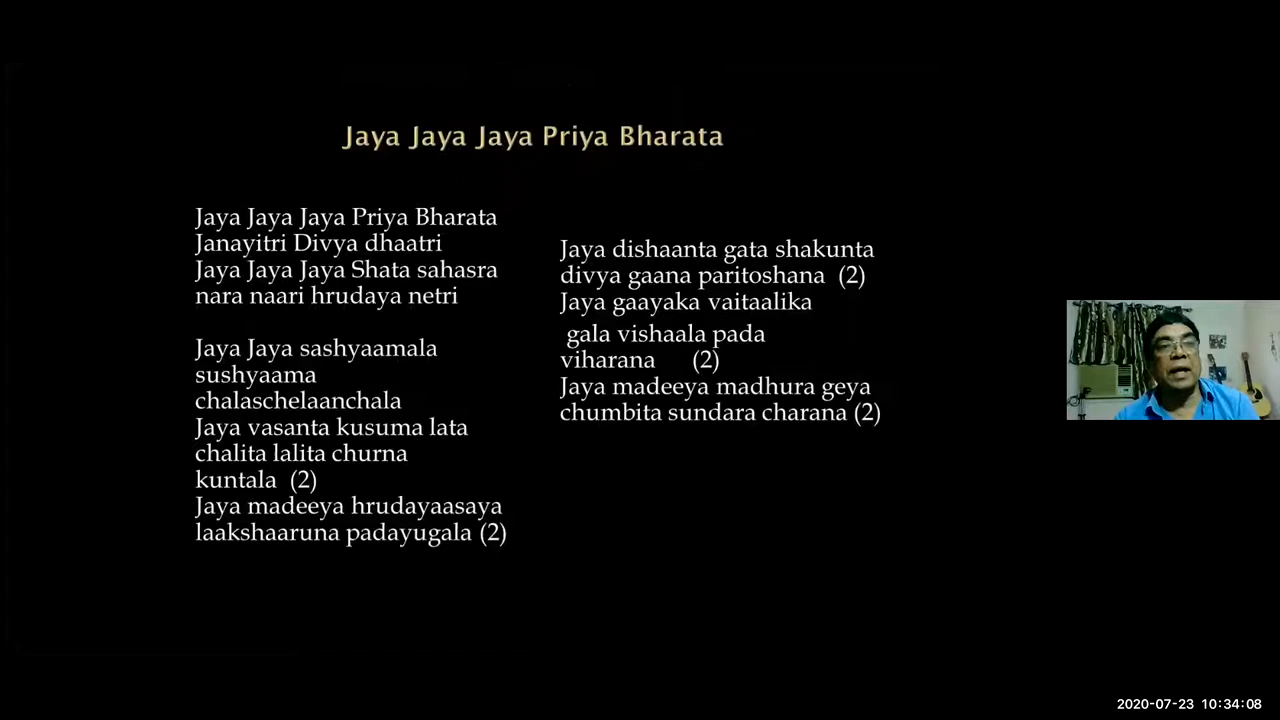 Jaya Jaya Jaya Priya Bharata
Jaya Jaya Jaya Priya Bharata
Janayitri Divya dhaatri
Jaya Jaya Jaya Shata sahasra
nara naari hrudaya netri
Jaya Jaya sashyaamala
sushyaama
chalaschelaanchala
Jaya vasanta kusuma lata
chalita lalita churna
kuntala (2)
Jaya madeeya hrudayaasaya
laakshaaruna padayugala (2)
Jaya dishaanta gata shakunta
divya gaana paritoshana (2)
Jaya gaayaka vaitaalika
gala vishaala pada
viharana (2)
Jaya madeeya madhura geya
chumbita sundara charana (2)
2020-07-23 10:34:08